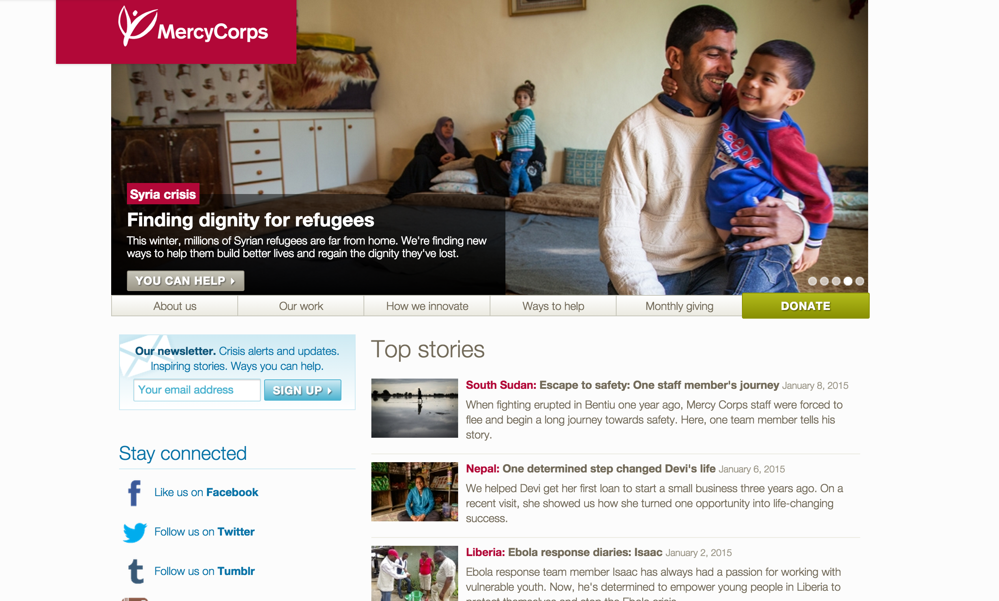 MercyCorps
Syria crisis
Finding dignity for refugees
This winter, millions of Syrian refugees are far from home. We're finding new
ways to help them build better lives and regain the dignity they've lost.
YOU CAN HELP
About us
Our work
How we innovate
Ways to help
Monthly giving
DONATE
Our newsletter. Crisis alerts and updates.
Inspiring stories. Ways you can help.
Your email address
SIGN UP
Stay connected
Like us on Facebook
Follow us on Twitter
Follow us on Tumblr
Top stories
South Sudan: Escape to safety: One staff member's journey January 8, 2015
When fighting erupted in Bentiu one year ago, Mercy Corps staff were forced to
flee and begin a long journey towards safety. Here, one team member tells his
story.
Nepal: One determined step changed Devi's life January 6, 2015
We helped Devi get her first loan to start a small business three years ago. On a
recent visit, she showed us how she turned one opportunity into life-changing
success.
Liberia: Ebola response diaries: Isaac January 2, 2015
Ebola response team member Isaac has always had a passion for working with
vulnerable youth. Now, he's determined to empower young people in Liberia to
protect themselves and stop the Ebola crisis.